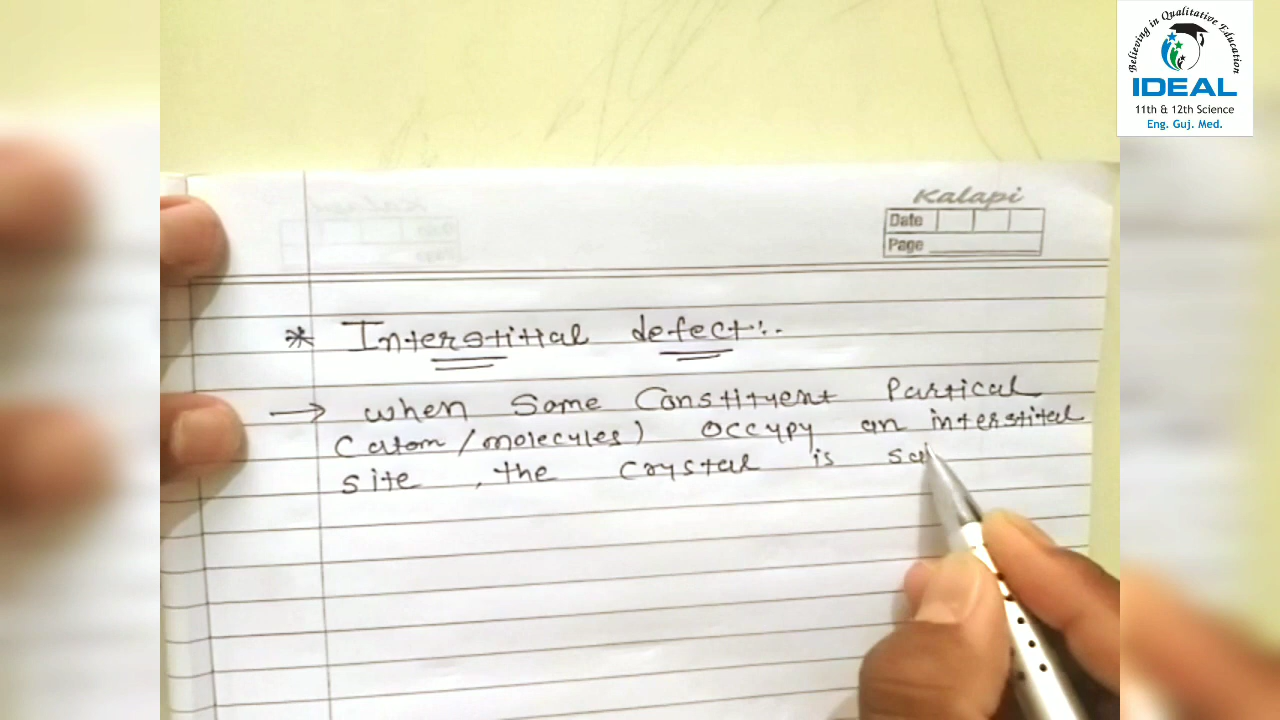 Believing in Qualitative Education
IDEAL
11th & 12th Science
Eng. Guj. Med.
Kalapi
Date
Page
* Interstitial defect:-
→ when Some Constituent Partical
(atom/molecules) occupy an interstital
site, the crystal is sai